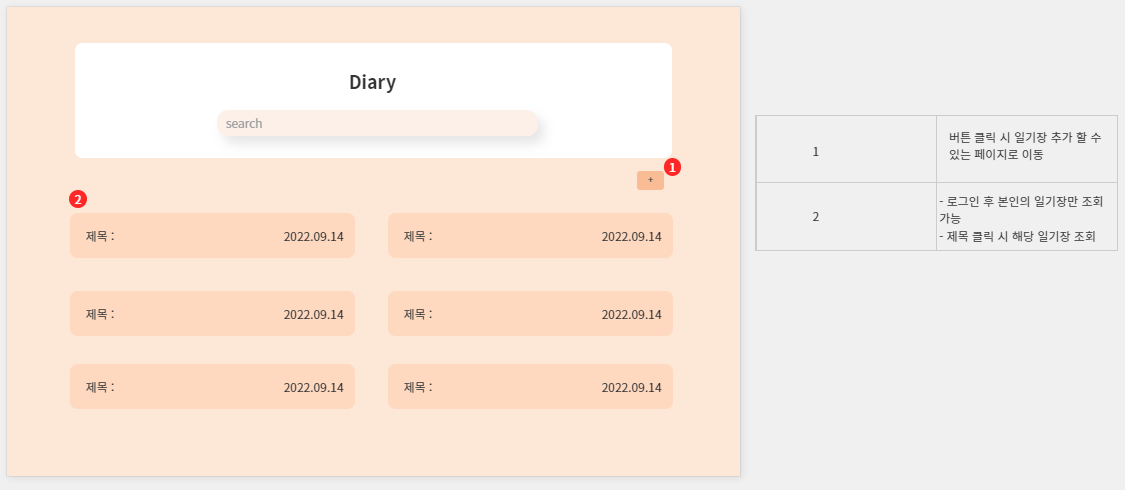 Diary
search
+
1
2
제목 :
2022.09.14
제목 :
2022.09.14
제목 :
2022.09.14
제목 :
2022.09.14
제목 :
2022.09.14
제목 :
2022.09.14
1
버튼 클릭 시 일기장 추가 할 수
있는 페이지로 이동
2
- 로그인 후 본인의 일기장만 조회
가능
- 제목 클릭 시 해당 일기장 조회